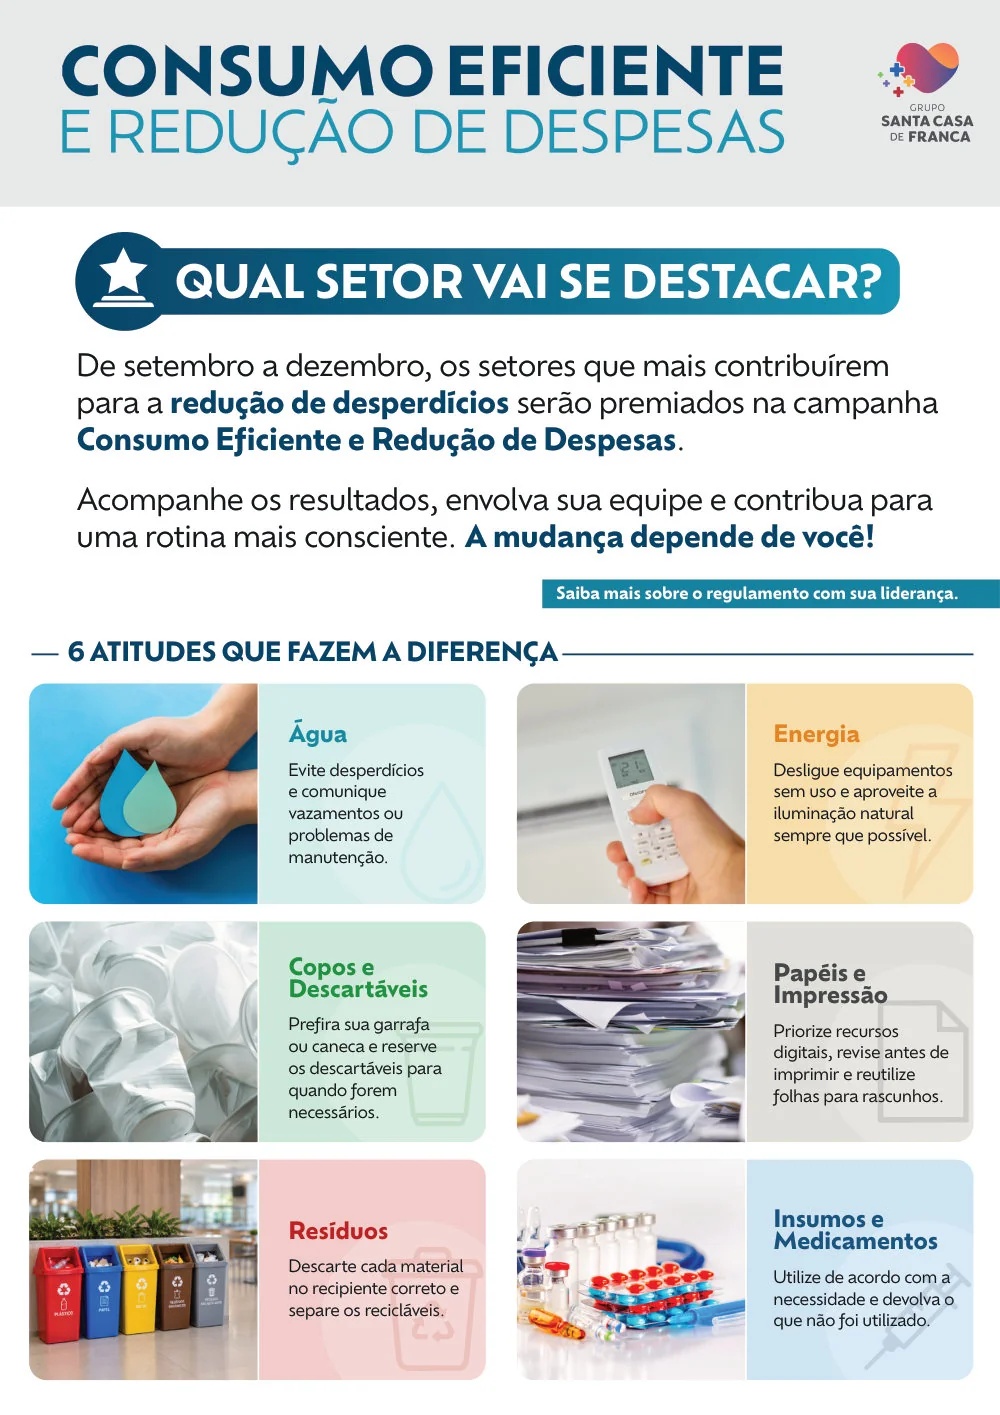 CONSUMO EFICIENTE
E REDUÇÃO DE DESPESAS
GRUPO
SANTA CASA
DE FRANCA
QUAL SETOR VAI SE DESTACAR?
De setembro a dezembro, os setores que mais contribuírem
para a redução de desperdícios serão premiados na campanha
Consumo Eficiente e Redução de Despesas.
Acompanhe os resultados, envolva sua equipe e contribua para
uma rotina mais consciente. A mudança depende de você!
Saiba mais sobre o regulamento com sua liderança.
6 ATITUDES QUE FAZEM A DIFERENÇA
Água
Evite desperdícios
e comunique
vazamentos ou
problemas de
manutenção.
Energia
Desligue equipamentos
sem uso e aproveite a
iluminação natural
sempre que possível.
Copos e
Descartáveis
Prefira sua garrafa
ou caneca e reserve
os descartáveis para
quando forem
necessários.
Papéis e
Impressão
Priorize recursos
digitais, revise antes de
imprimir e reutilize
folhas para rascunhos.
Resíduos
Descarte cada material
no recipiente correto e
separe os recicláveis.
PLÁSTICO
PAPEL
Insumos e
Medicamentos
Utilize de acordo com a
necessidade e devolva o
que não foi utilizado.